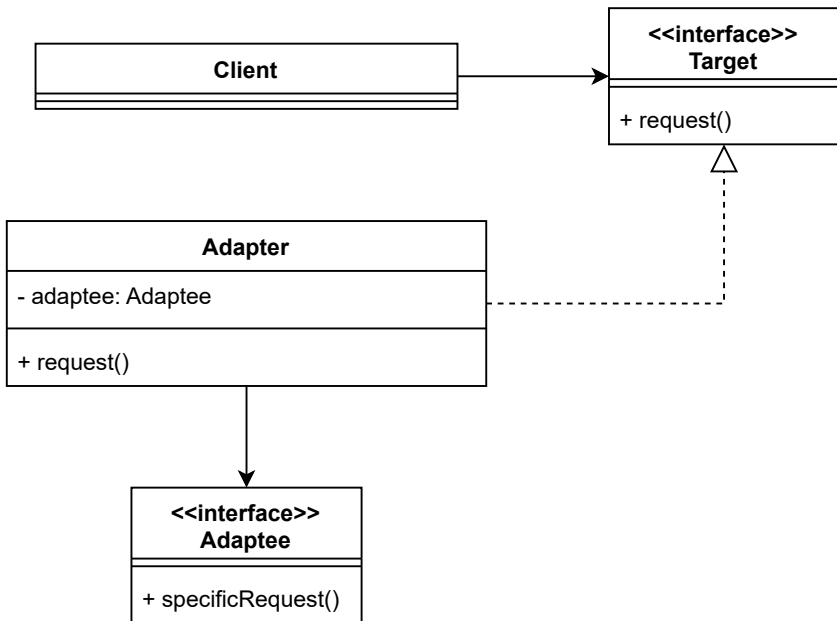 Client
<<interface>>
Target
+ request()
Adapter
- adaptee: Adaptee
+ request()
<<interface>>
Adaptee
+ specificRequest()